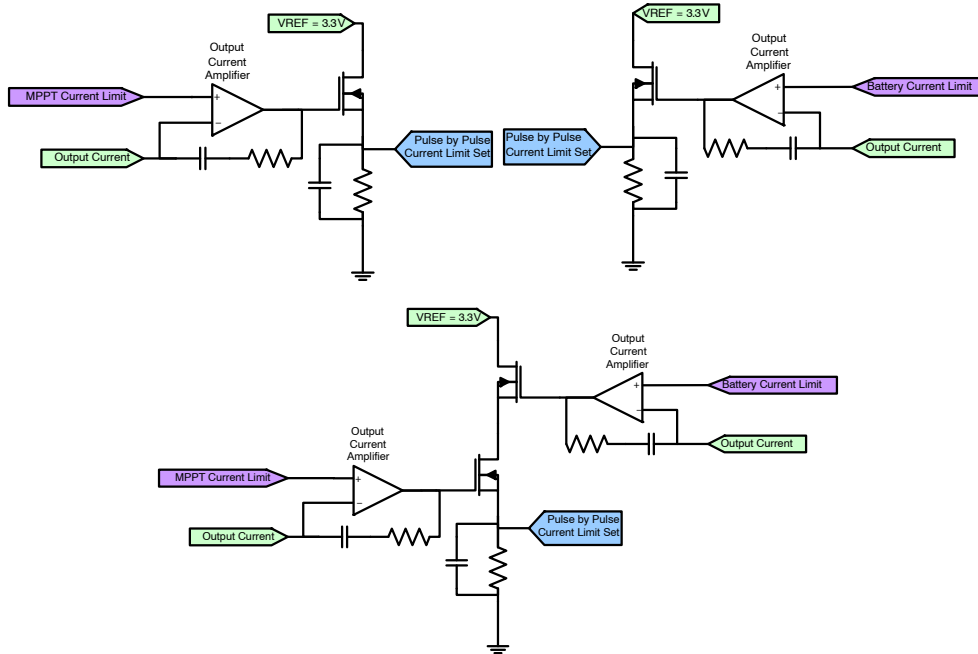 VREF = 3.3V
Output
Current
Amplifier
MPPT Current Limit
+
−
Output Current
Pulse by Pulse
Current Limit Set
VREF = 3.3V
Output
Current
Amplifier
+
Battery Current Limit
−
Pulse by Pulse
Current Limit Set
Output Current
VREF = 3.3V
Output
Current
Amplifier
+
Battery Current Limit
−
Output Current
Output
Current
Amplifier
MPPT Current Limit
+
−
Output Current
Pulse by Pulse
Current Limit Set